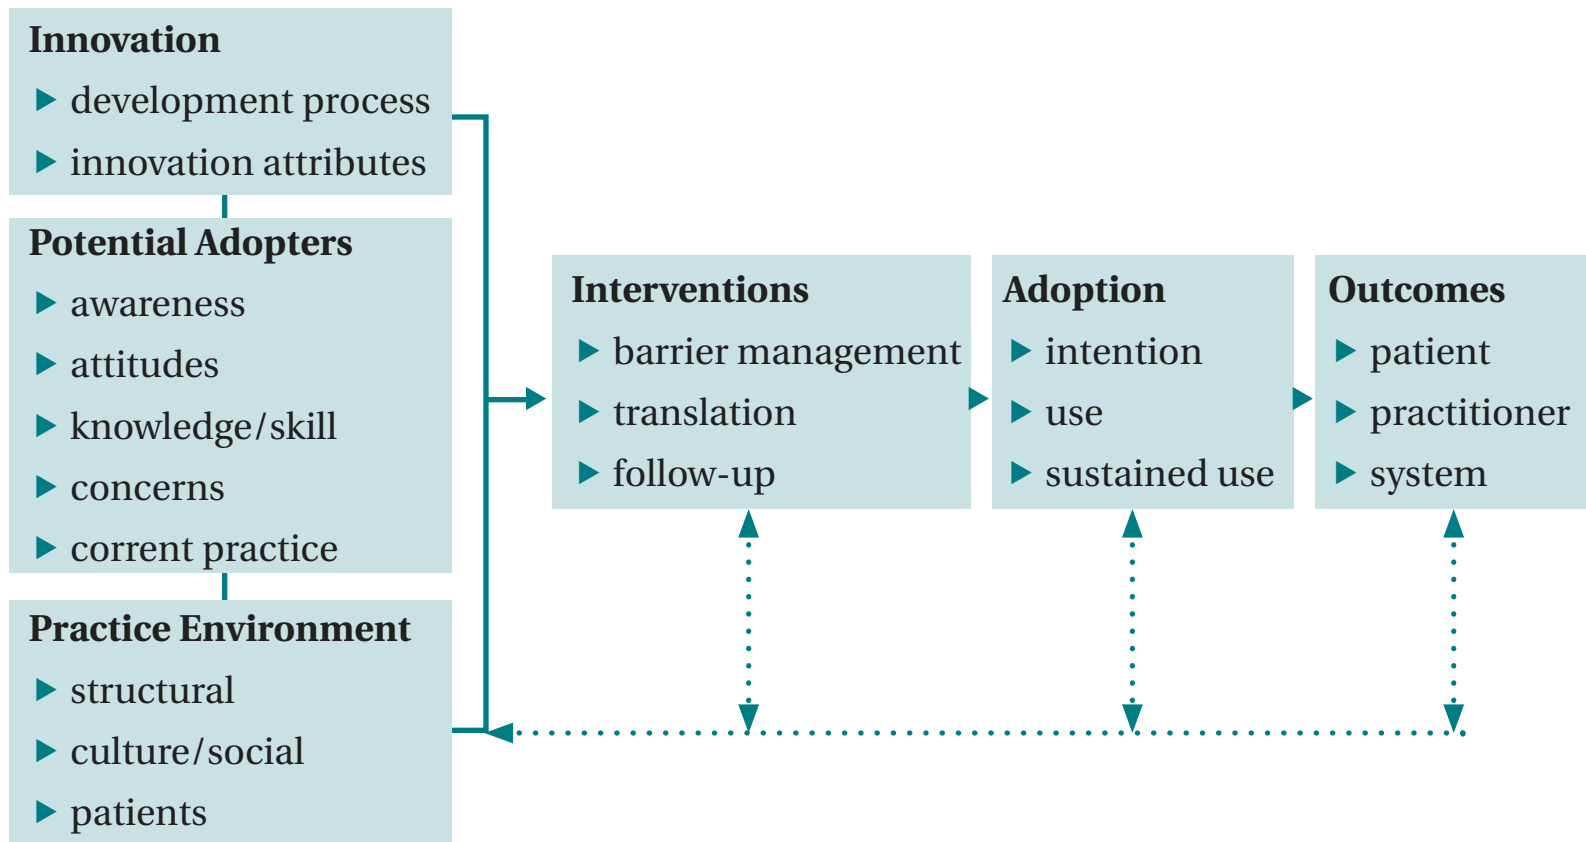 Innovation
development process
innovation attributes
Potential Adopters
awareness
attitudes
knowledge/skill
concerns
corrent practice
Practice Environment
structural
culture/social
patients
Interventions
barrier management
translation
follow-up
Adoption
intention
use
sustained use
Outcomes
patient
practitioner
system